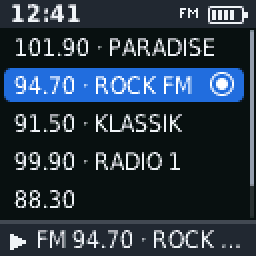 12:41 FM
101.90 · PARADISE
94.70 · ROCK FM
91.50 · KLASSIK
99.90 · RADIO 1
88.30
FM 94.70 · ROCK ...